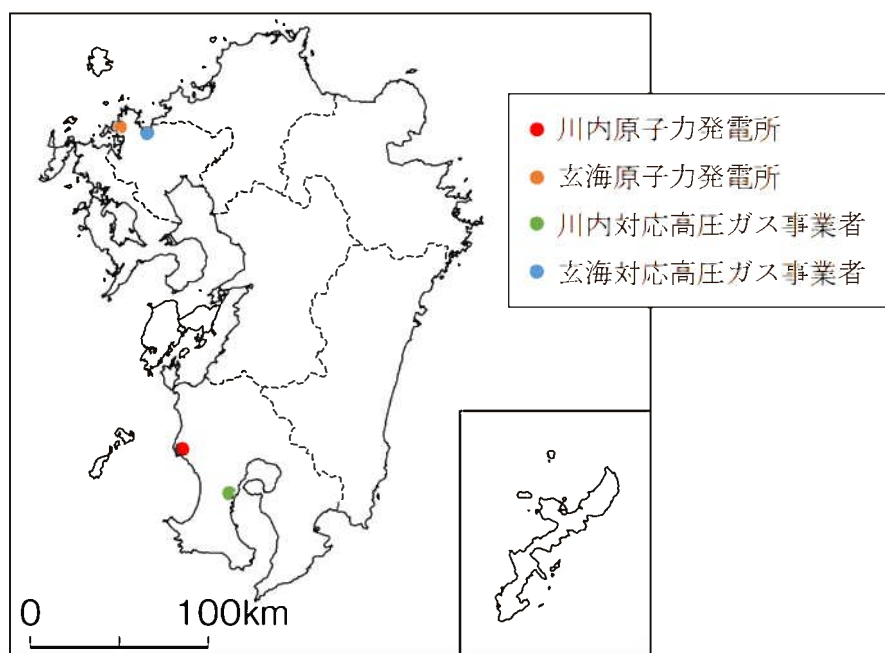 川内原子力発電所
玄海原子力発電所
川内対応高圧ガス事業者
玄海対応高圧ガス事業者
0 100km